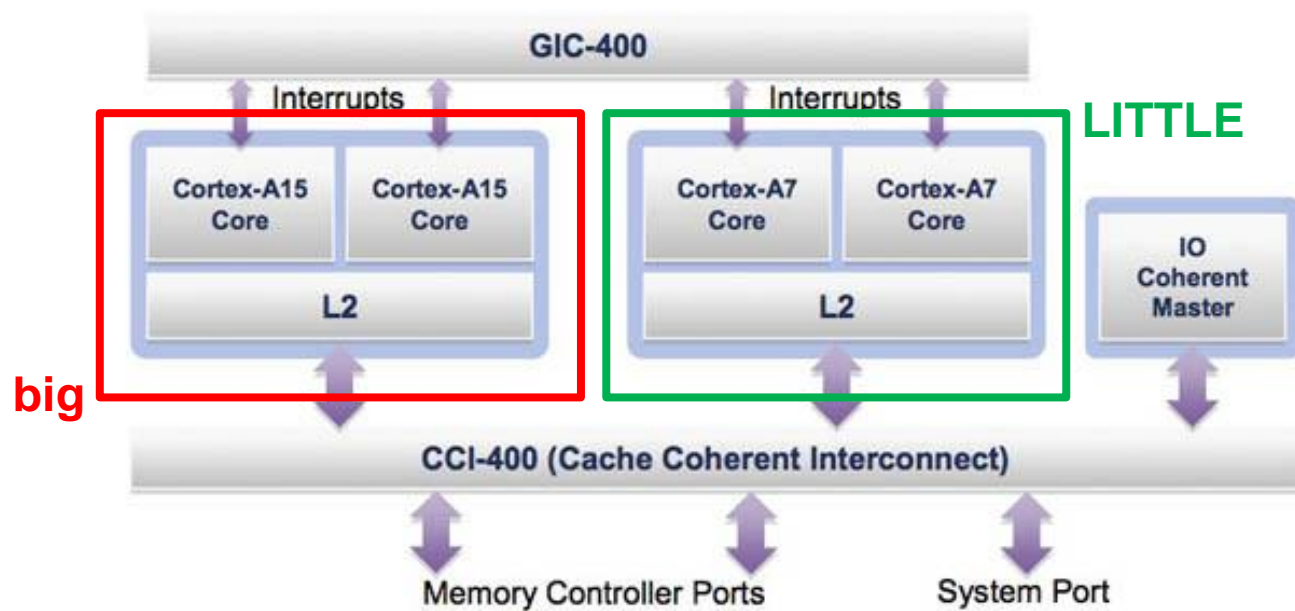 GIC-400
Interrupts
Interrupts
LITTLE
Cortex-A15
Core
Cortex-A15
Core
Cortex-A7
Core
Cortex-A7
Core
IO
Coherent
Master
L2
L2
big
CCI-400 (Cache Coherent Interconnect)
Memory Controller Ports
System Port